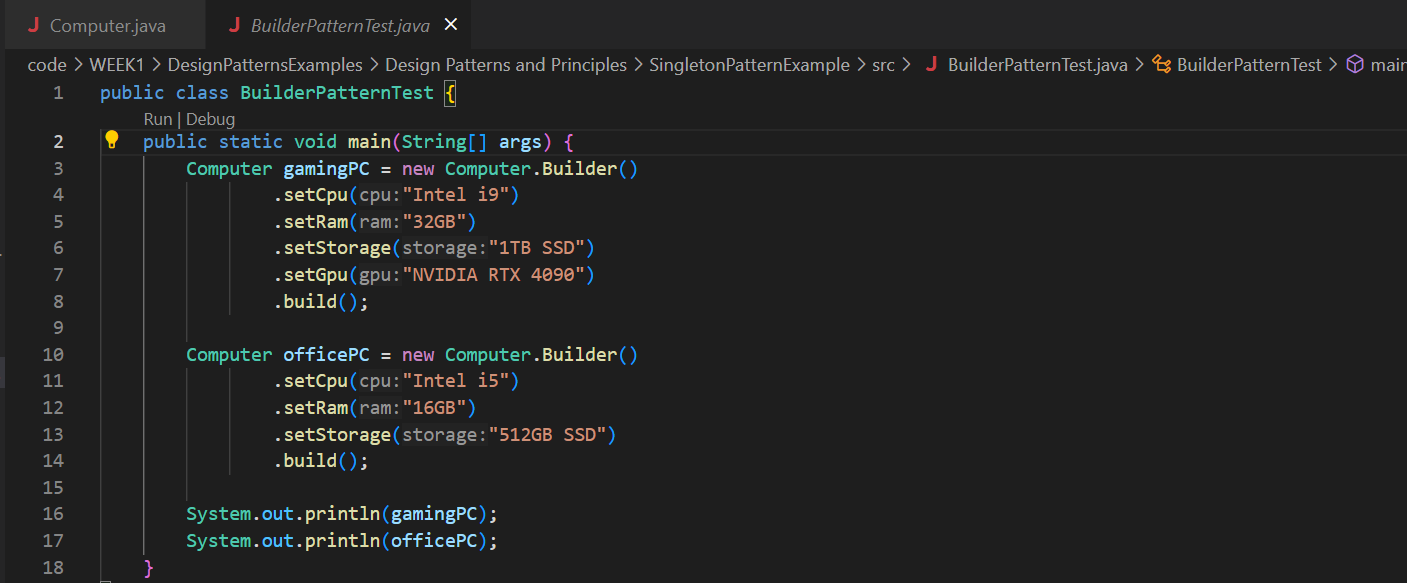 J Computer.java J BuilderPatternTest.java ×
code > WEEK1 > DesignPatternsExamples > Design Patterns and Principles > SingletonPatternExample > src > J BuilderPatternTest.java > BuilderPatternTest > main
1 public class BuilderPatternTest {
Run | Debug
2 public static void main(String[] args) {
3 Computer gamingPC = new Computer.Builder()
4 .setCpu(cpu:"Intel i9")
5 .setRam(ram:"32GB")
6 .setStorage(storage:"1TB SSD")
7 .setGpu(gpu:"NVIDIA RTX 4090")
8 .build();
9
10 Computer officePC = new Computer.Builder()
11 .setCpu(cpu:"Intel i5")
12 .setRam(ram:"16GB")
13 .setStorage(storage:"512GB SSD")
14 .build();
15
16 System.out.println(gamingPC);
17 System.out.println(officePC);
18 }